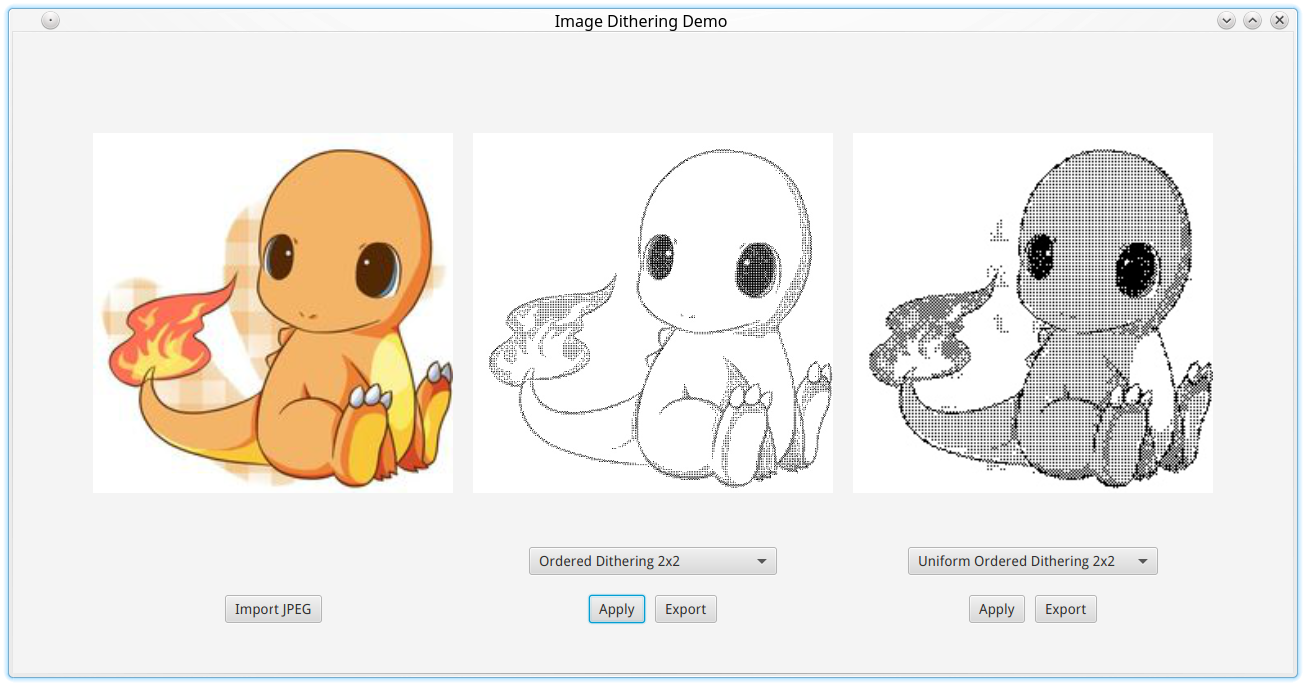 Image Dithering Demo
Ordered Dithering 2x2
Uniform Ordered Dithering 2x2
Import JPEG
Apply
Export
Apply
Export